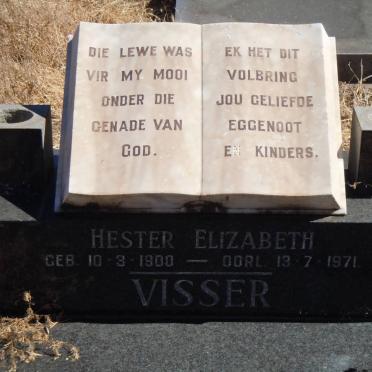 DIE LEWE WAS
VIR MY MOOI
ONDER DIE
GENADE VAN
GOD.
EK HET DIT
VOLBRING
JOU GELIEFDE
EGGENOOT
EN KINDERS.
HESTER ELIZABETH
GEB. 10-3-1900 — OORL. 13-7-1971.
VISSER